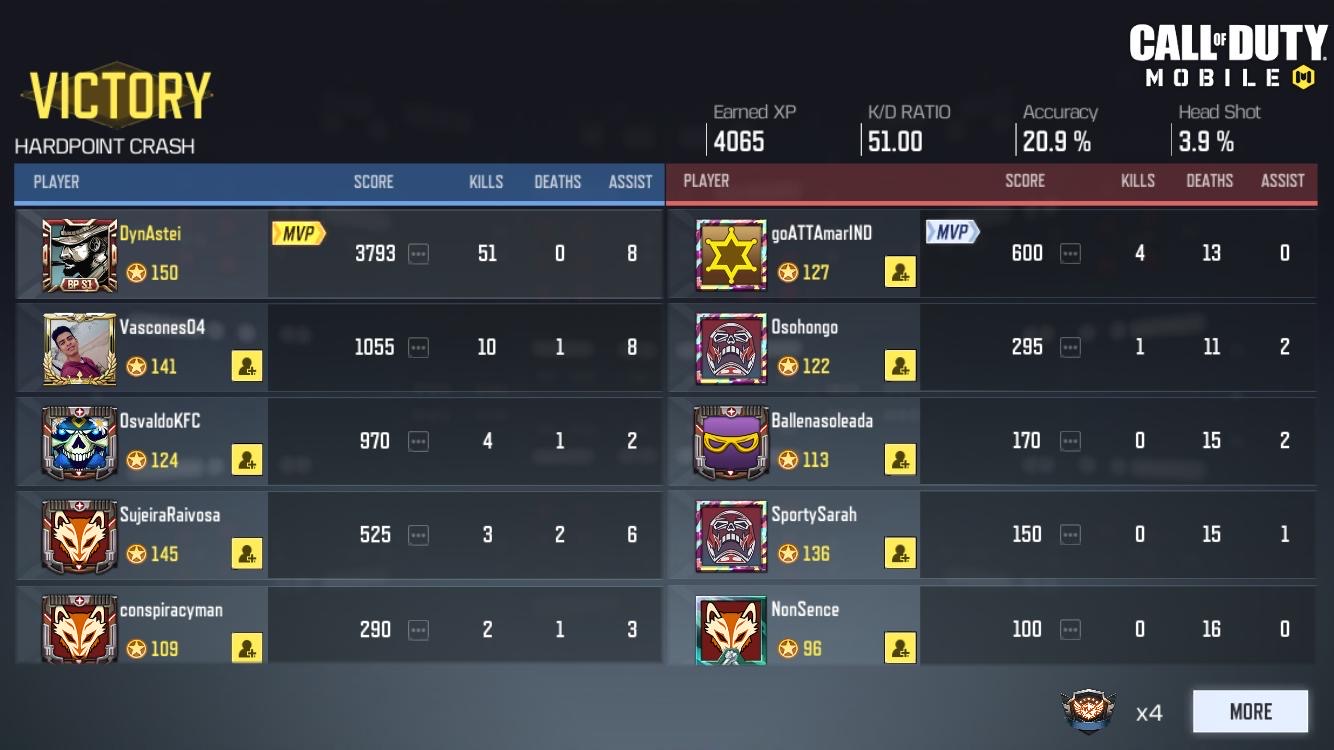 CALL OF DUTY
MOBILE
VICTORY
HARDPOINT CRASH
Earned XP K/D RATIO Accuracy Head Shot
4065 51.00 20.9 % 3.9 %
PLAYER SCORE KILLS DEATHS ASSIST
DynAstei MVP 3793 51 0 8
BP S1 150
Vascones04 1055 10 1 8
141
OsvaldoKFC 970 4 1 2
124
SujeiraRaivosa 525 3 2 6
145
conspiracyman 290 2 1 3
109
PLAYER SCORE KILLS DEATHS ASSIST
goATTAmarIND MVP 600 4 13 0
127
Osohongo 295 1 11 2
122
Ballenasoleada 170 0 15 2
113
SportySarah 150 0 15 1
136
NonSence 100 0 16 0
96
x4 MORE